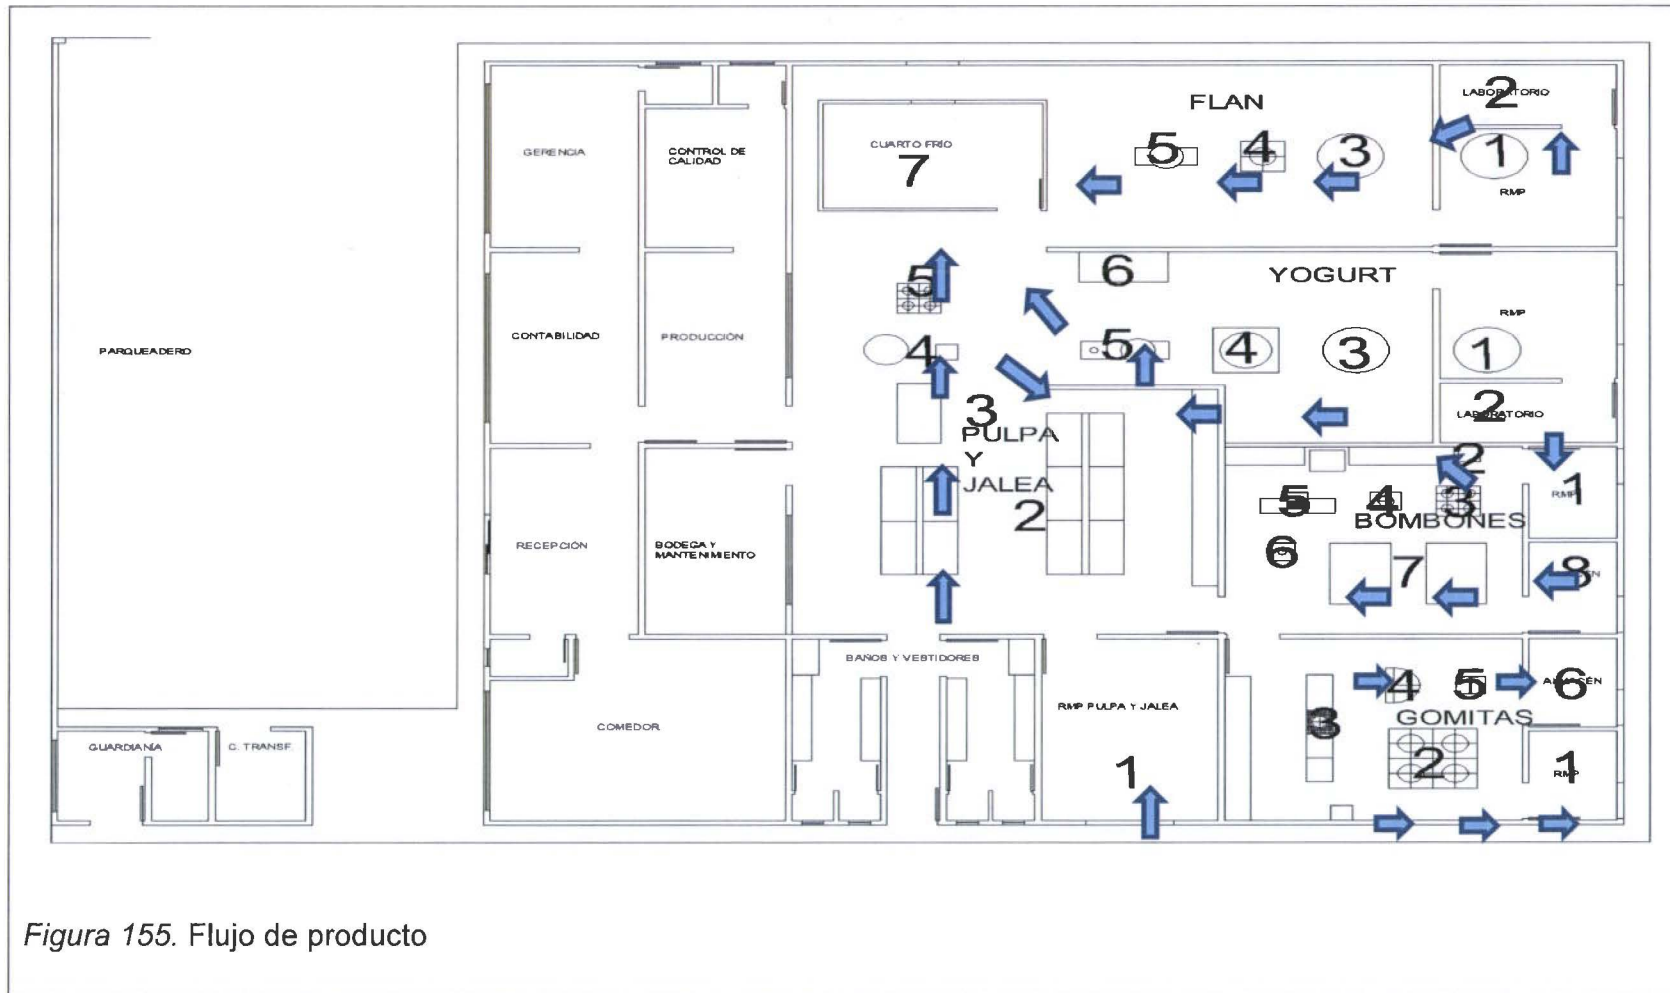 FLAN
2
LABORATORIO
5
4
3
1
RMP
GERENCIA
CONTROL DE
CALIDAD
CUARTO FRÍO
7
6
YOGURT
5
RMP
PARQUEADERO
CONTABILIDAD
PRODUCCIÓN
4
5
4
3
1
3
PULPA
Y
JALEA
2
2
LABORATORIO
2
5
4
3
1
RMP
BOMBONES
RECEPCIÓN
BODEGA Y
MANTENIMIENTO
6
7
8
BAÑOS Y VESTIDORES
RMP PULPA Y JALEA
4
5
6
ALMACÉN
GOMITAS
3
2
1
RMP
COMEDOR
GUARDIANÍA
C. TRANSF.
1
Figura 155. Flujo de producto